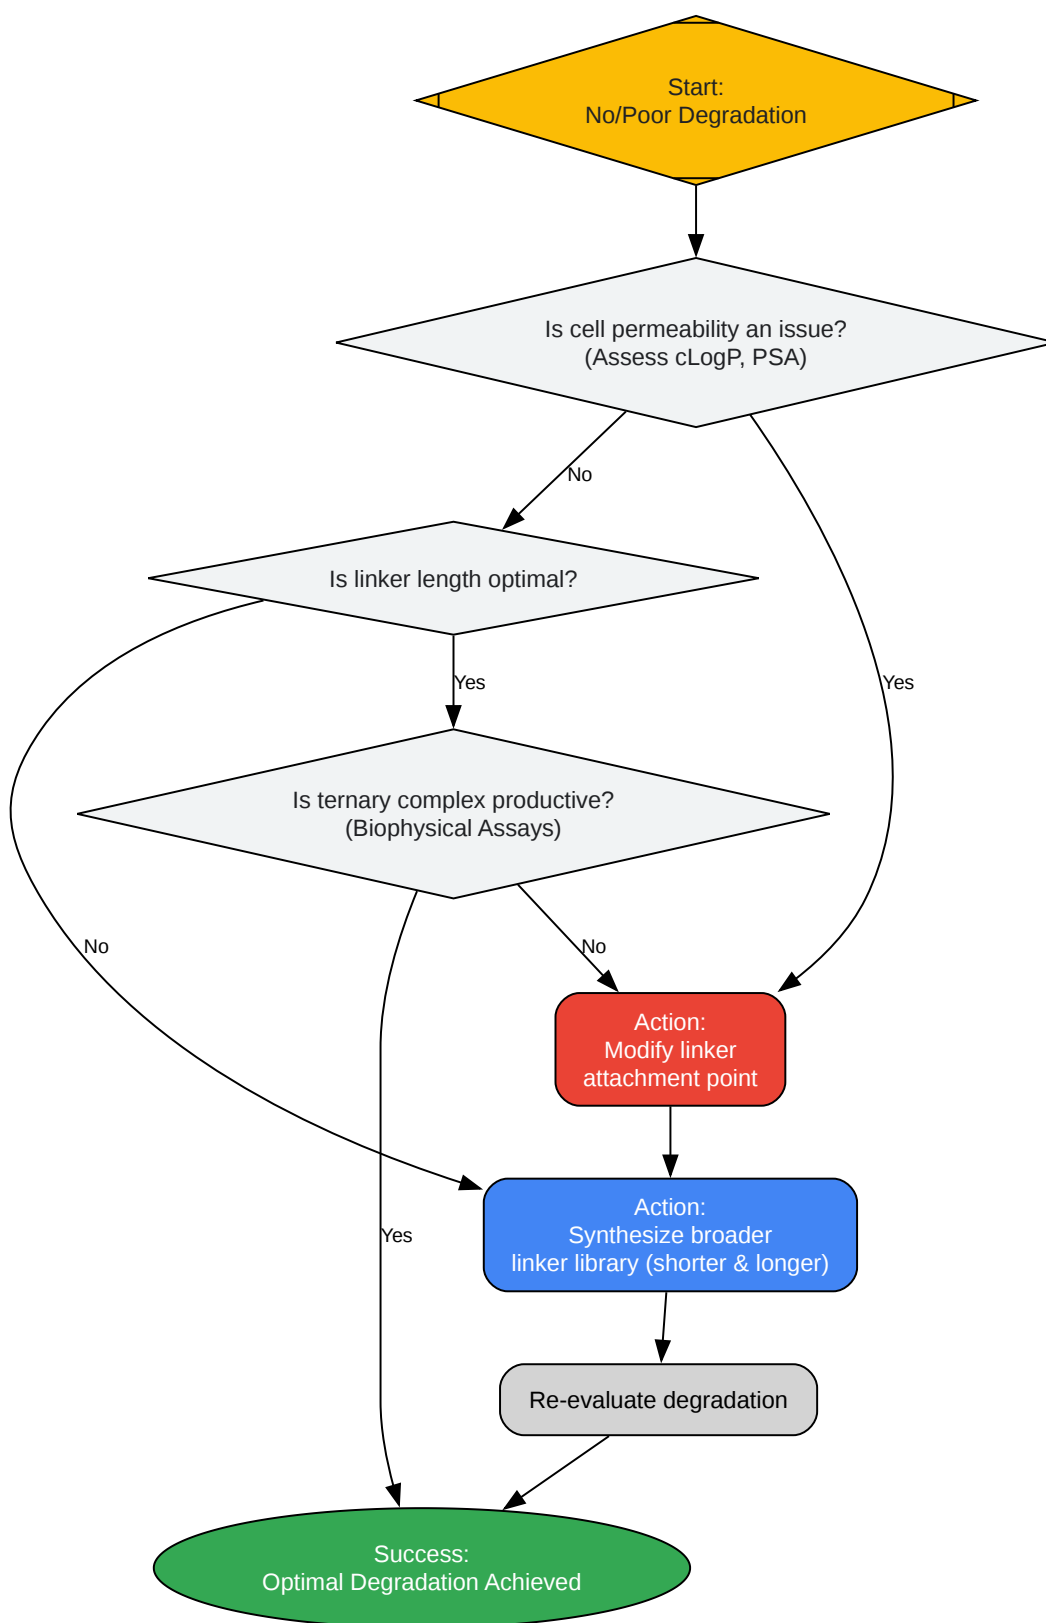 Start:
No/Poor Degradation
Is cell permeability an issue?
(Assess cLogP, PSA)
No
Is linker length optimal?
Yes
Yes
Is ternary complex productive?
(Biophysical Assays)
No
No
Action:
Modify linker
attachment point
Action:
Synthesize broader
linker library (shorter & longer)
Yes
Re-evaluate degradation
Success:
Optimal Degradation Achieved